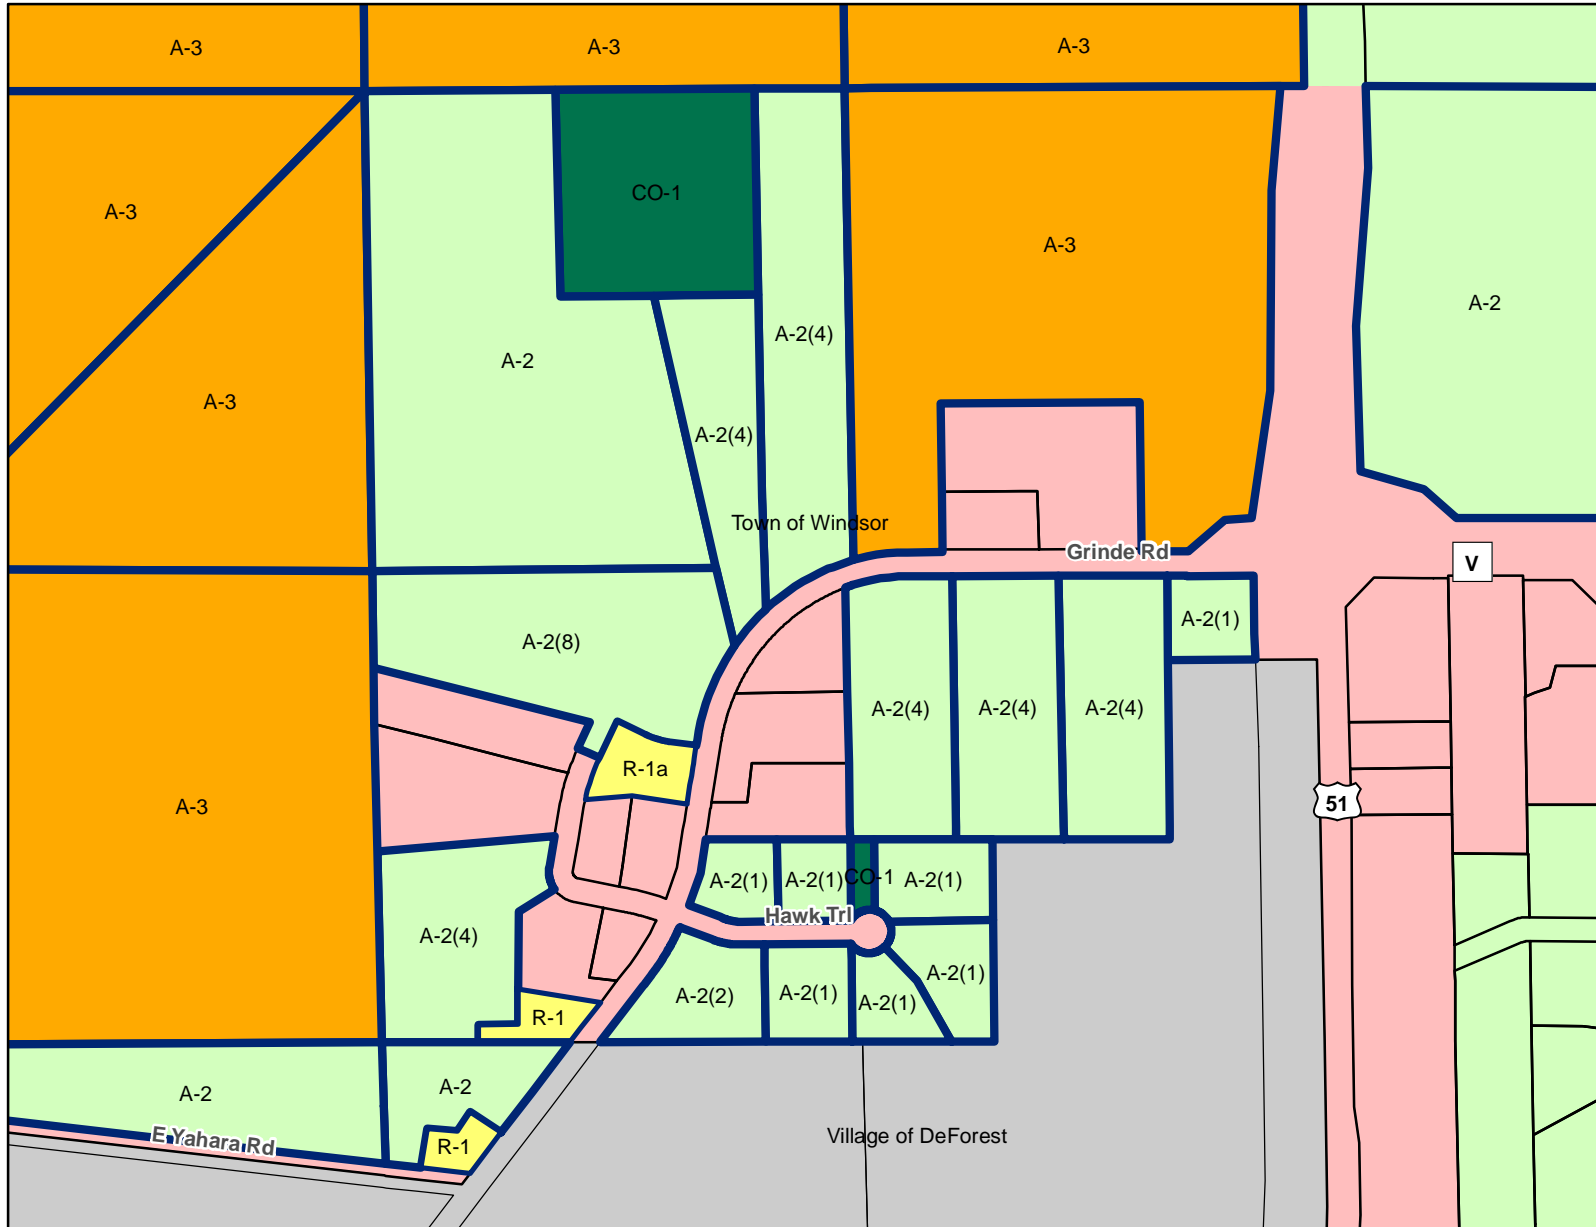 A-3
A-3
A-3
CO-1
A-3
A-3
A-2
A-2
A-2(4)
A-2
A-3
A-2(4)
Town of Windsor
Grinde Rd
V
A-2(1)
A-2(8)
A-2(4)
A-2(4)
A-2(4)
R-1a
51
A-3
A-2(1)
A-2(1)
CO-1
A-2(1)
Hawk Trl
A-2(4)
A-2(1)
A-2(2)
A-2(1)
A-2(1)
R-1
A-2
A-2
Village of DeForest
E Yahara Rd
R-1